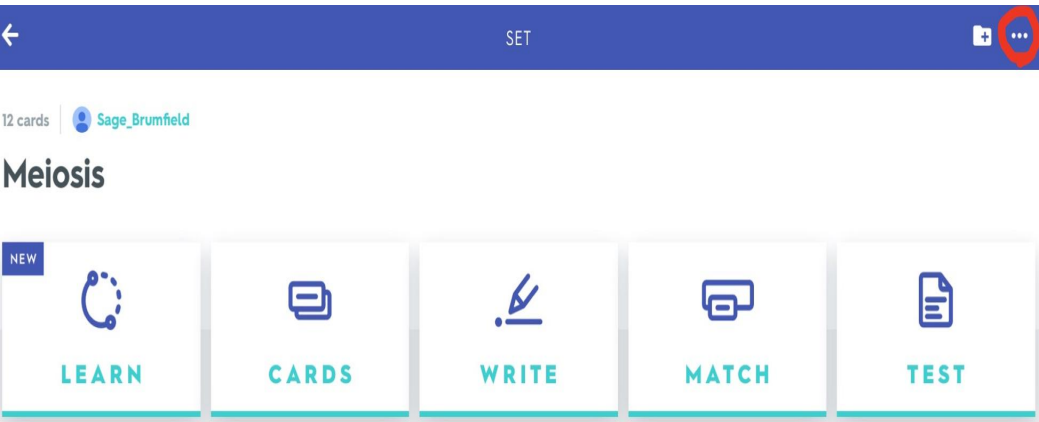 SET
12 cards Sage_Brumfield
Meiosis
NEW
LEARN CARDS WRITE MATCH TEST